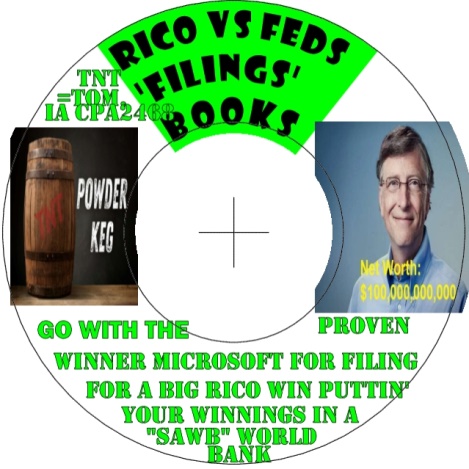 RICO VS FEDS
'FILINGS'
BOOKS
TNT
=TOM,
IA CPA2468
TNT
POWDER
KEG
Net Worth:
$100,000,000,000
GO WITH THE
PROVEN
WINNER MICROSOFT FOR FILING
FOR A BIG RICO WIN PUTTIN'
YOUR WINNINGS IN A
"SAWB" WORLD
BANK